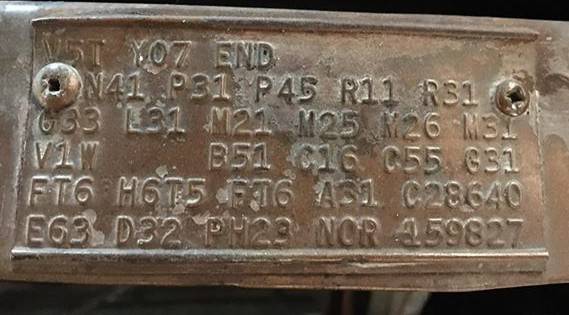 V5T Y07 END
N41 P31 P45 R11 R31
G33 L31 M21 M25 M26 M31
V1W B51 C16 C55 G31
FT6 H6T5 FT6 A31 C28640
E63 D32 PH23 NOR 159827